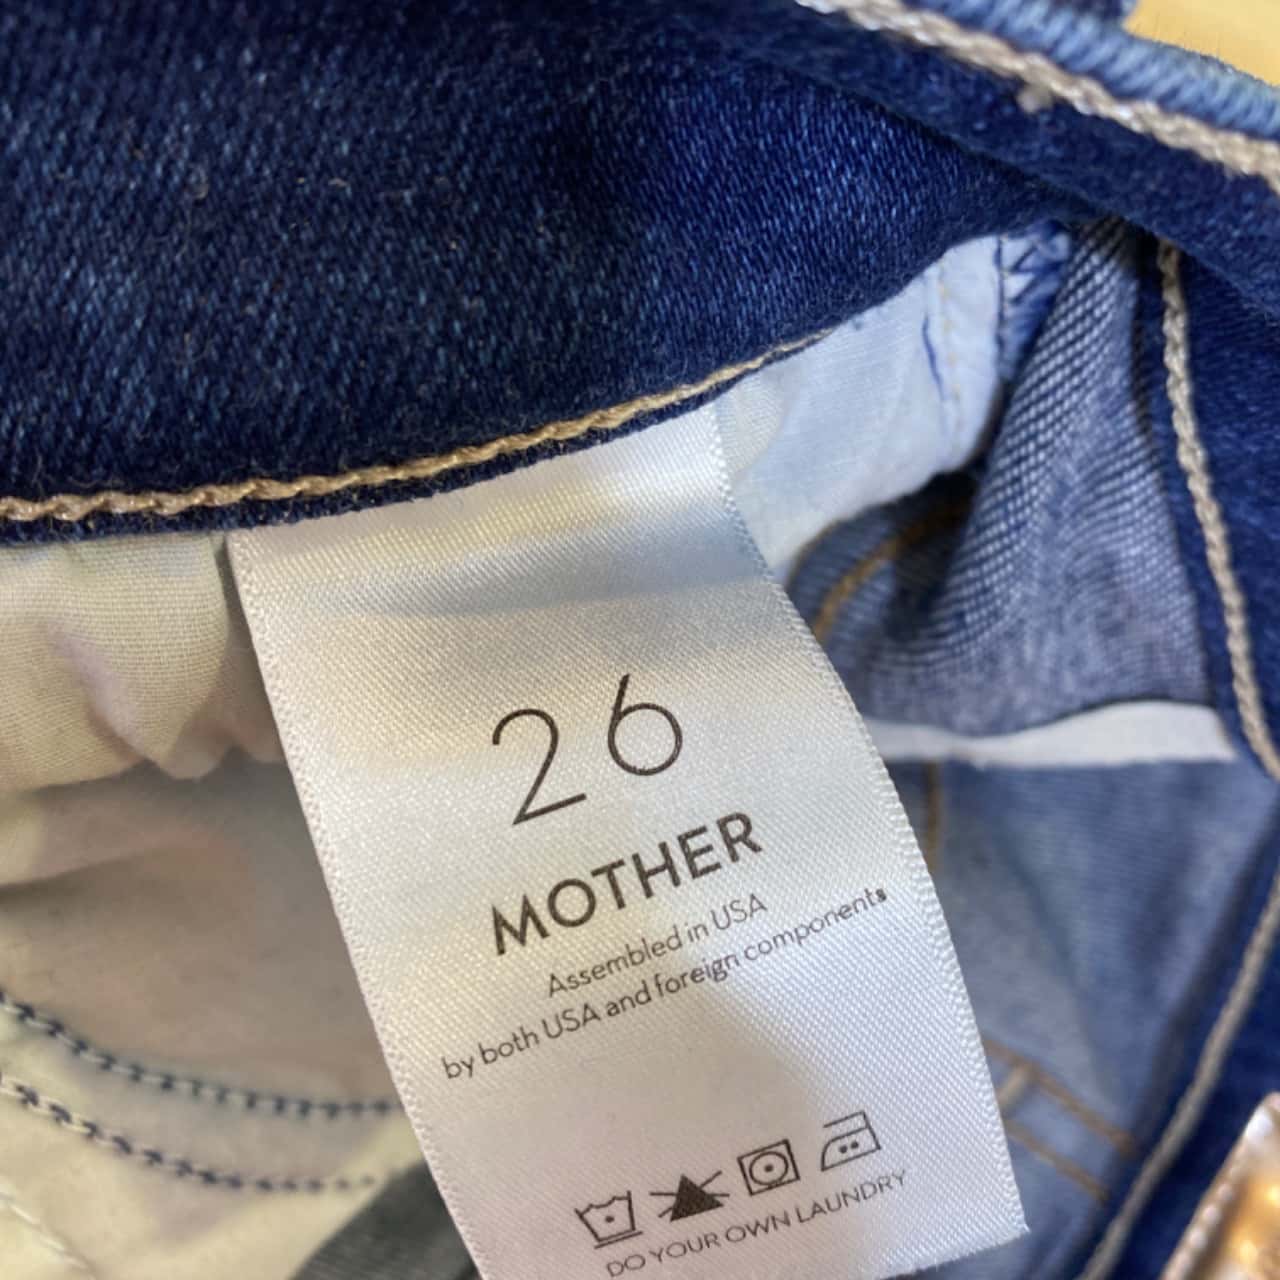 26
MOTHER
Assembled in USA
by both USA and foreign components
DO YOUR OWN LAUNDRY